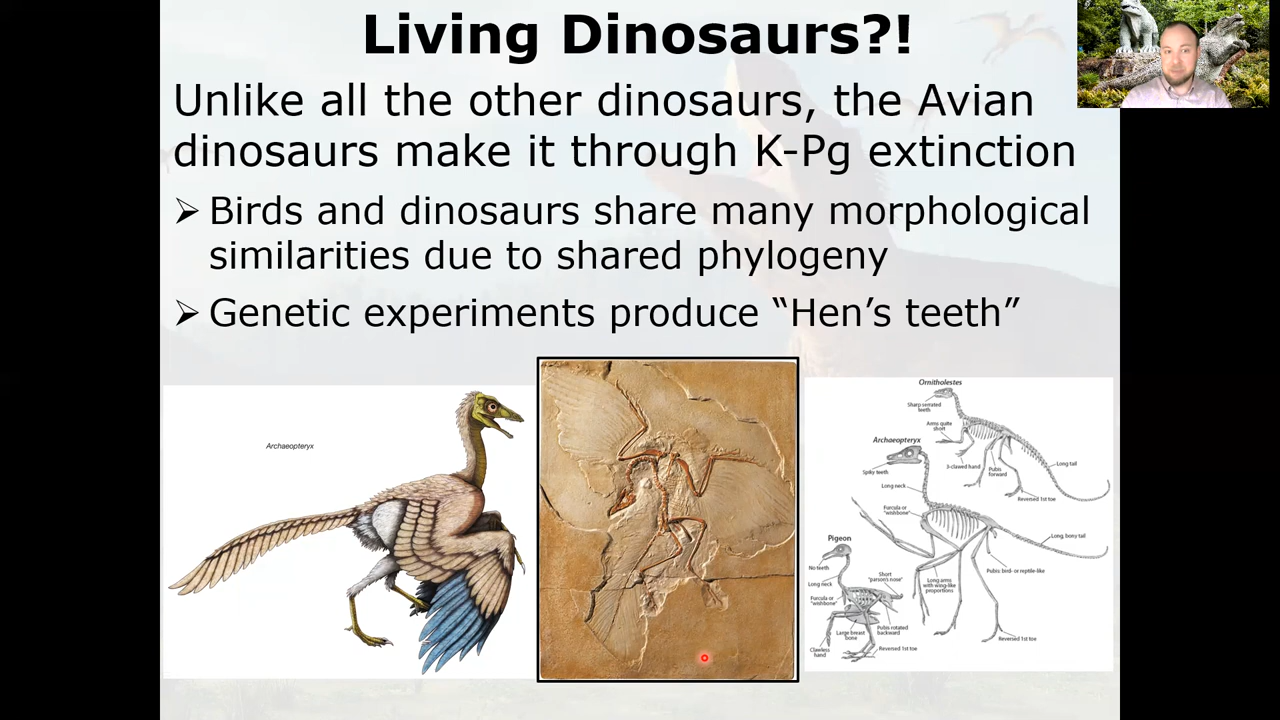 Living Dinosaurs?!
Unlike all the other dinosaurs, the Avian
dinosaurs make it through K-Pg extinction
➢ Birds and dinosaurs share many morphological
similarities due to shared phylogeny
➢ Genetic experiments produce “Hen’s teeth”
Archaeopteryx
Ornitholestes
Sharp serrated
teeth
Arms quite
short
3-clawed hand
Pubis
forward
Long tail
Reversed 1st toe
Archaeopteryx
Spiky teeth
Long neck
Furcula or
"wishbone"
Long, bony tail
Pubis: bird- or reptile-like
Long arms
with wing-like
proportions
Reversed 1st toe
Pigeon
No teeth
Long neck
Furcula or
"wishbone"
Short
"parson's nose"
Large breast
bone
Pubis rotated
backward
Clawless
hand
Reversed 1st toe